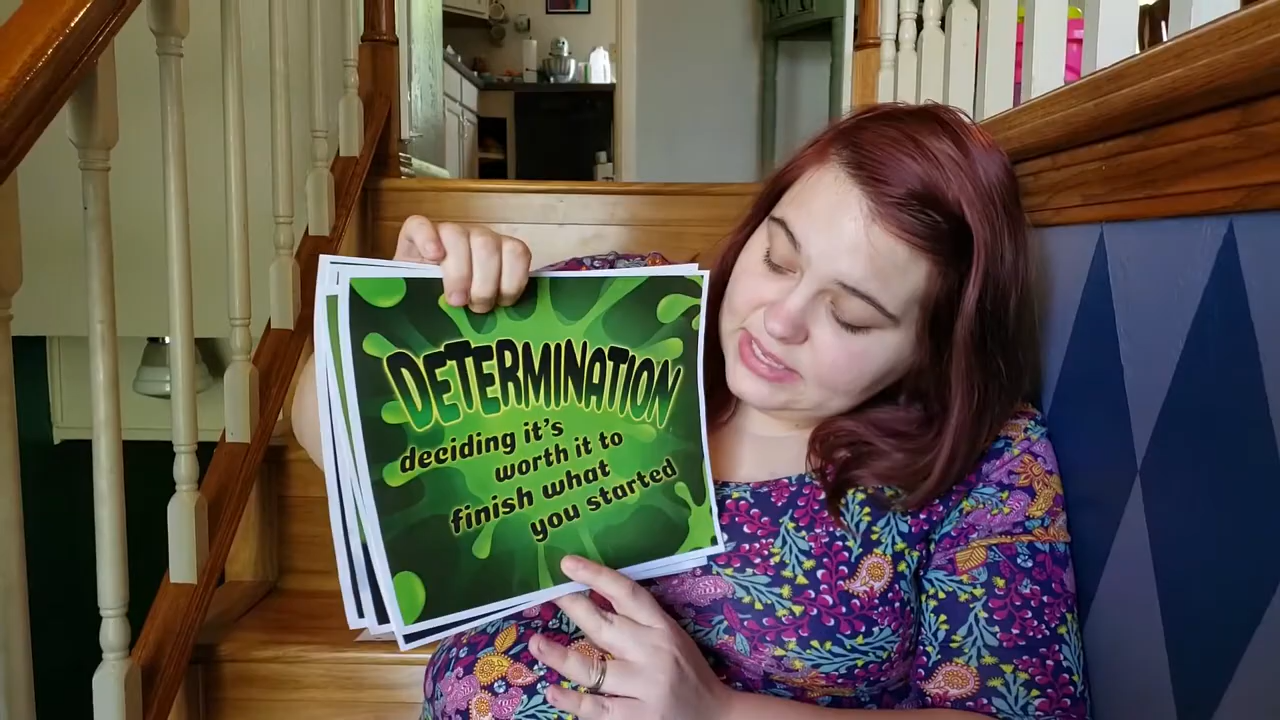 DETERMINATION
deciding it's
worth it to
finish what
you started